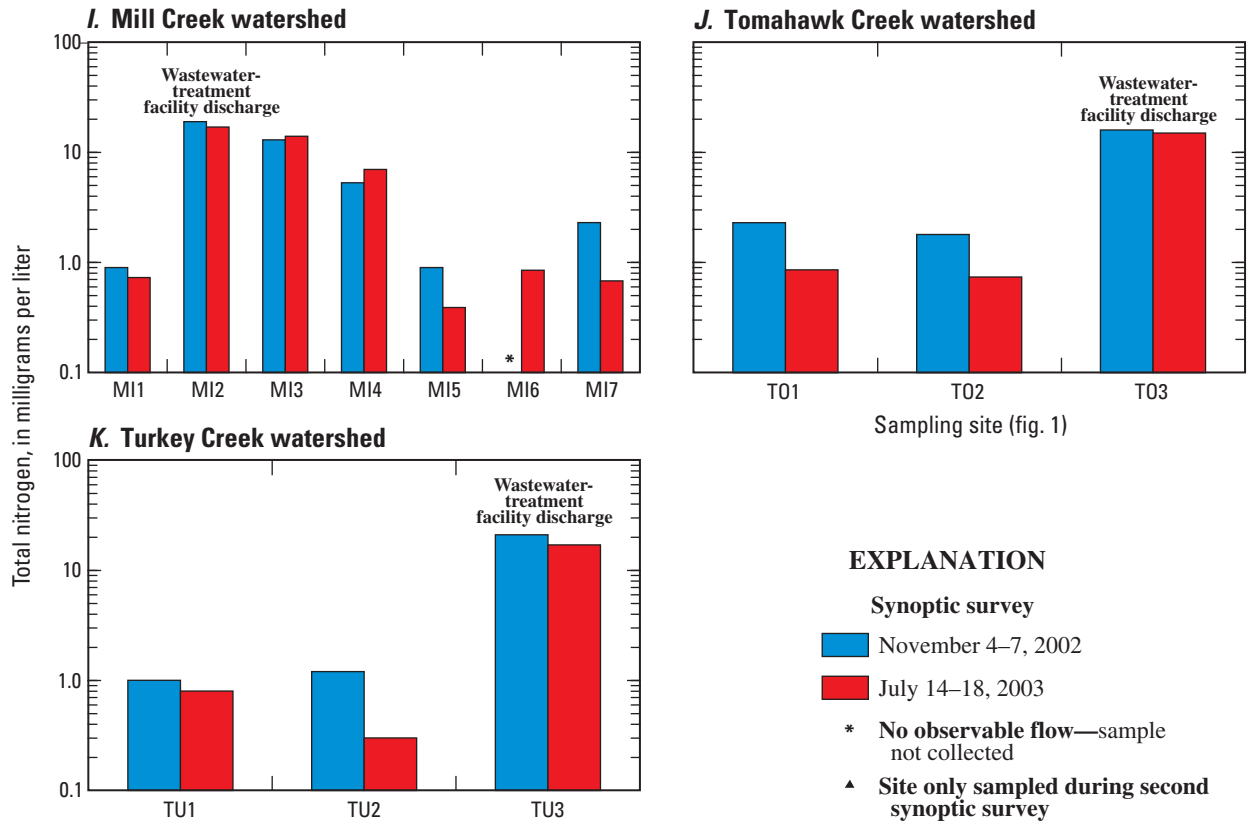 I. Mill Creek watershed
100
10
1.0
0.1
Wastewater-
treatment
facility discharge
*
MI1 MI2 MI3 MI4 MI5 MI6 MI7
J. Tomahawk Creek watershed
Wastewater-
treatment
facility discharge
TO1 TO2 TO3
Sampling site (fig. 1)
Total nitrogen, in milligrams per liter
K. Turkey Creek watershed
100
10
1.0
0.1
Wastewater-
treatment
facility discharge
TU1 TU2 TU3
EXPLANATION
Synoptic survey
November 4–7, 2002
July 14–18, 2003
* No observable flow—sample
not collected
▲ Site only sampled during second
synoptic survey